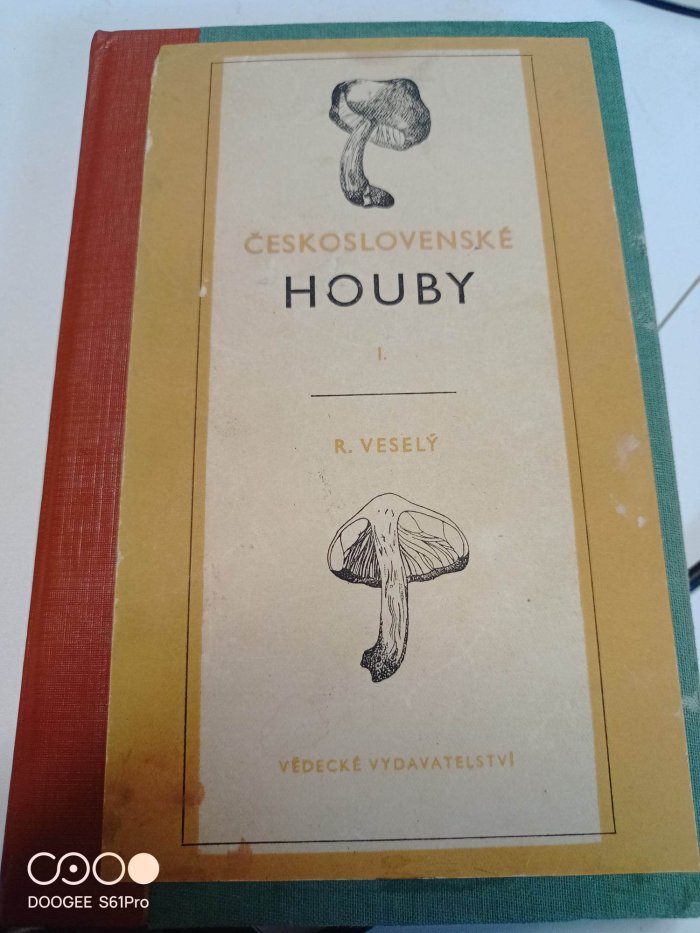 ČESKOSLOVENSKÉ
HOUBY
I.
R. VESELÝ
VĚDECKÉ VYDAVATELSTVÍ
DOOGEE S61Pro